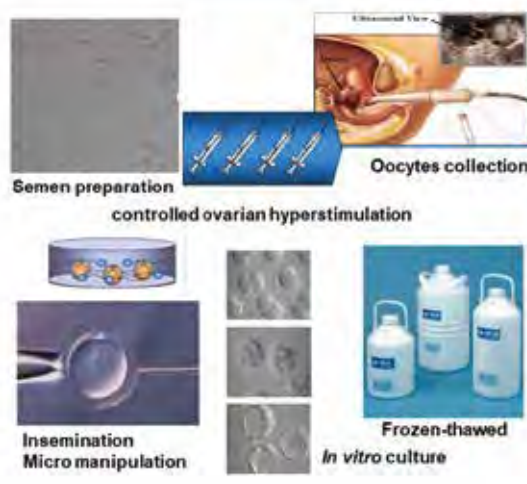 Ultrasound View
Semen preparation
Oocytes collection
controlled ovarian hyperstimulation
Insemination
Micro manipulation
In vitro culture
Frozen-thawed